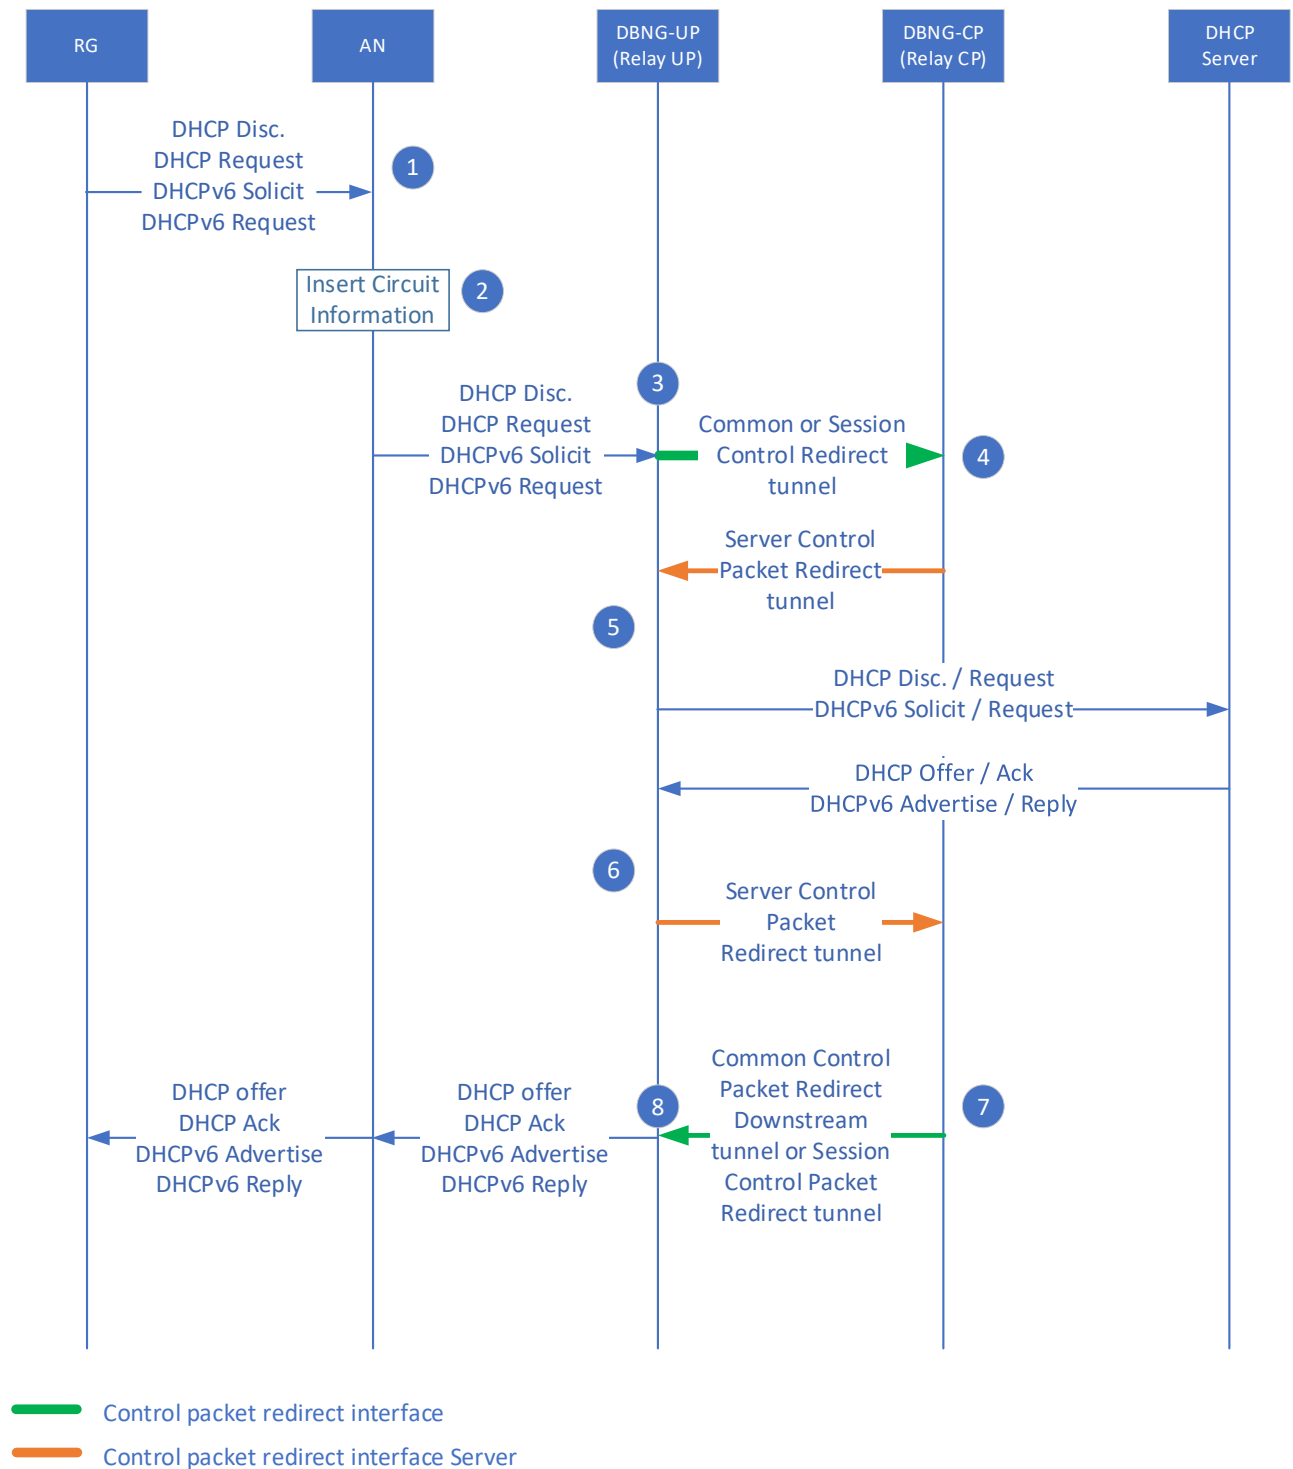 RG
AN
DBNG-UP
(Relay UP)
DBNG-CP
(Relay CP)
DHCP
Server
DHCP Disc.
DHCP Request
DHCPv6 Solicit
DHCPv6 Request
1
Insert Circuit
Information
2
3
DHCP Disc.
DHCP Request
DHCPv6 Solicit
DHCPv6 Request
Common or Session
Control Redirect
tunnel
4
Server Control
Packet Redirect
tunnel
5
DHCP Disc. / Request
DHCPv6 Solicit / Request
DHCP Offer / Ack
DHCPv6 Advertise / Reply
6
Server Control
Packet
Redirect tunnel
DHCP offer
DHCP Ack
DHCPv6 Advertise
DHCPv6 Reply
DHCP offer
DHCP Ack
DHCPv6 Advertise
DHCPv6 Reply
8
Common Control
Packet Redirect
Downstream
tunnel or Session
Control Packet
Redirect tunnel
7
Control packet redirect interface
Control packet redirect interface Server